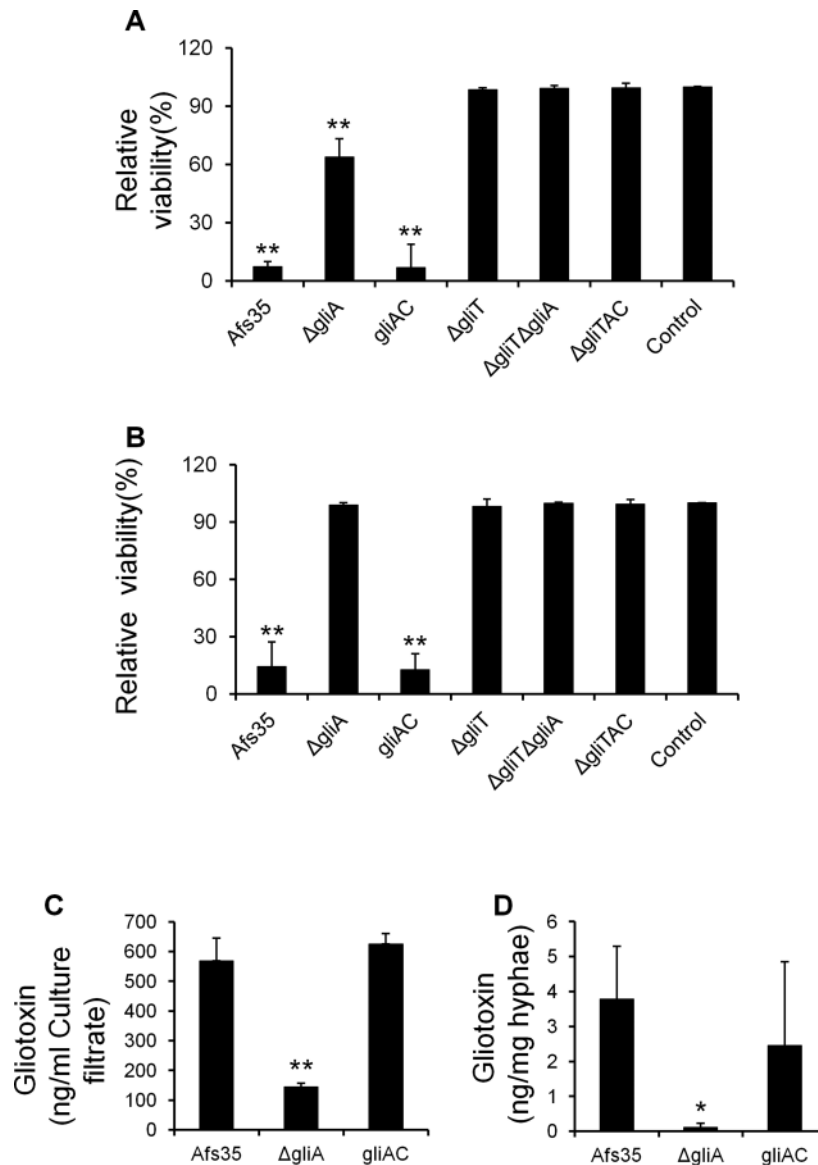 A
Relative
viability(%)
120
90
60
30
0
** ** **
Afs35 ΔgliA gliAC ΔgliT ΔgliTΔgliA ΔgliTAC Control
B
Relative viability(%)
120
90
60
30
0
** **
Afs35 ΔgliA gliAC ΔgliT ΔgliTΔgliA ΔgliTAC Control
C
Gliotoxin
(ng/ml Culture
filtrate)
700
600
500
400
300
200
100
0
**
Afs35 ΔgliA gliAC
D
Gliotoxin
(ng/mg hyphae)
6
5
4
3
2
1
0
*
Afs35 ΔgliA gliAC